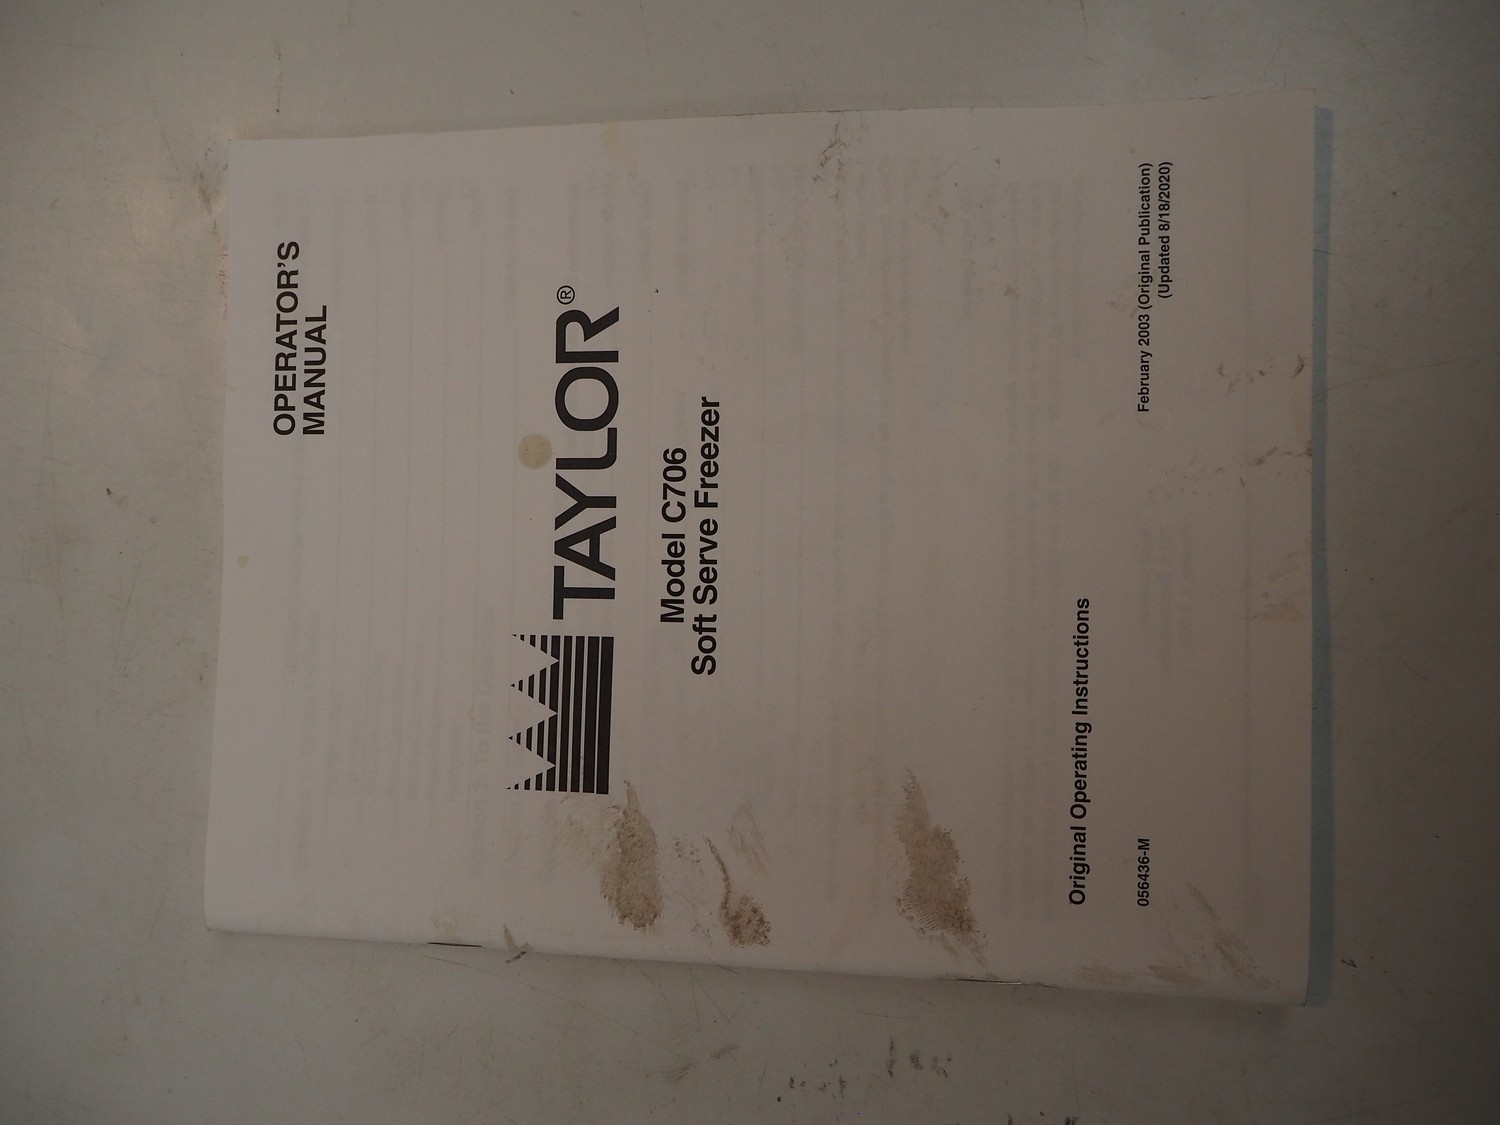 OPERATOR'S
MANUAL
TAYLOR®
Model C706
Soft Serve Freezer
Original Operating Instructions
056436-M
February 2003 (Original Publication)
(Updated 8/18/2020)